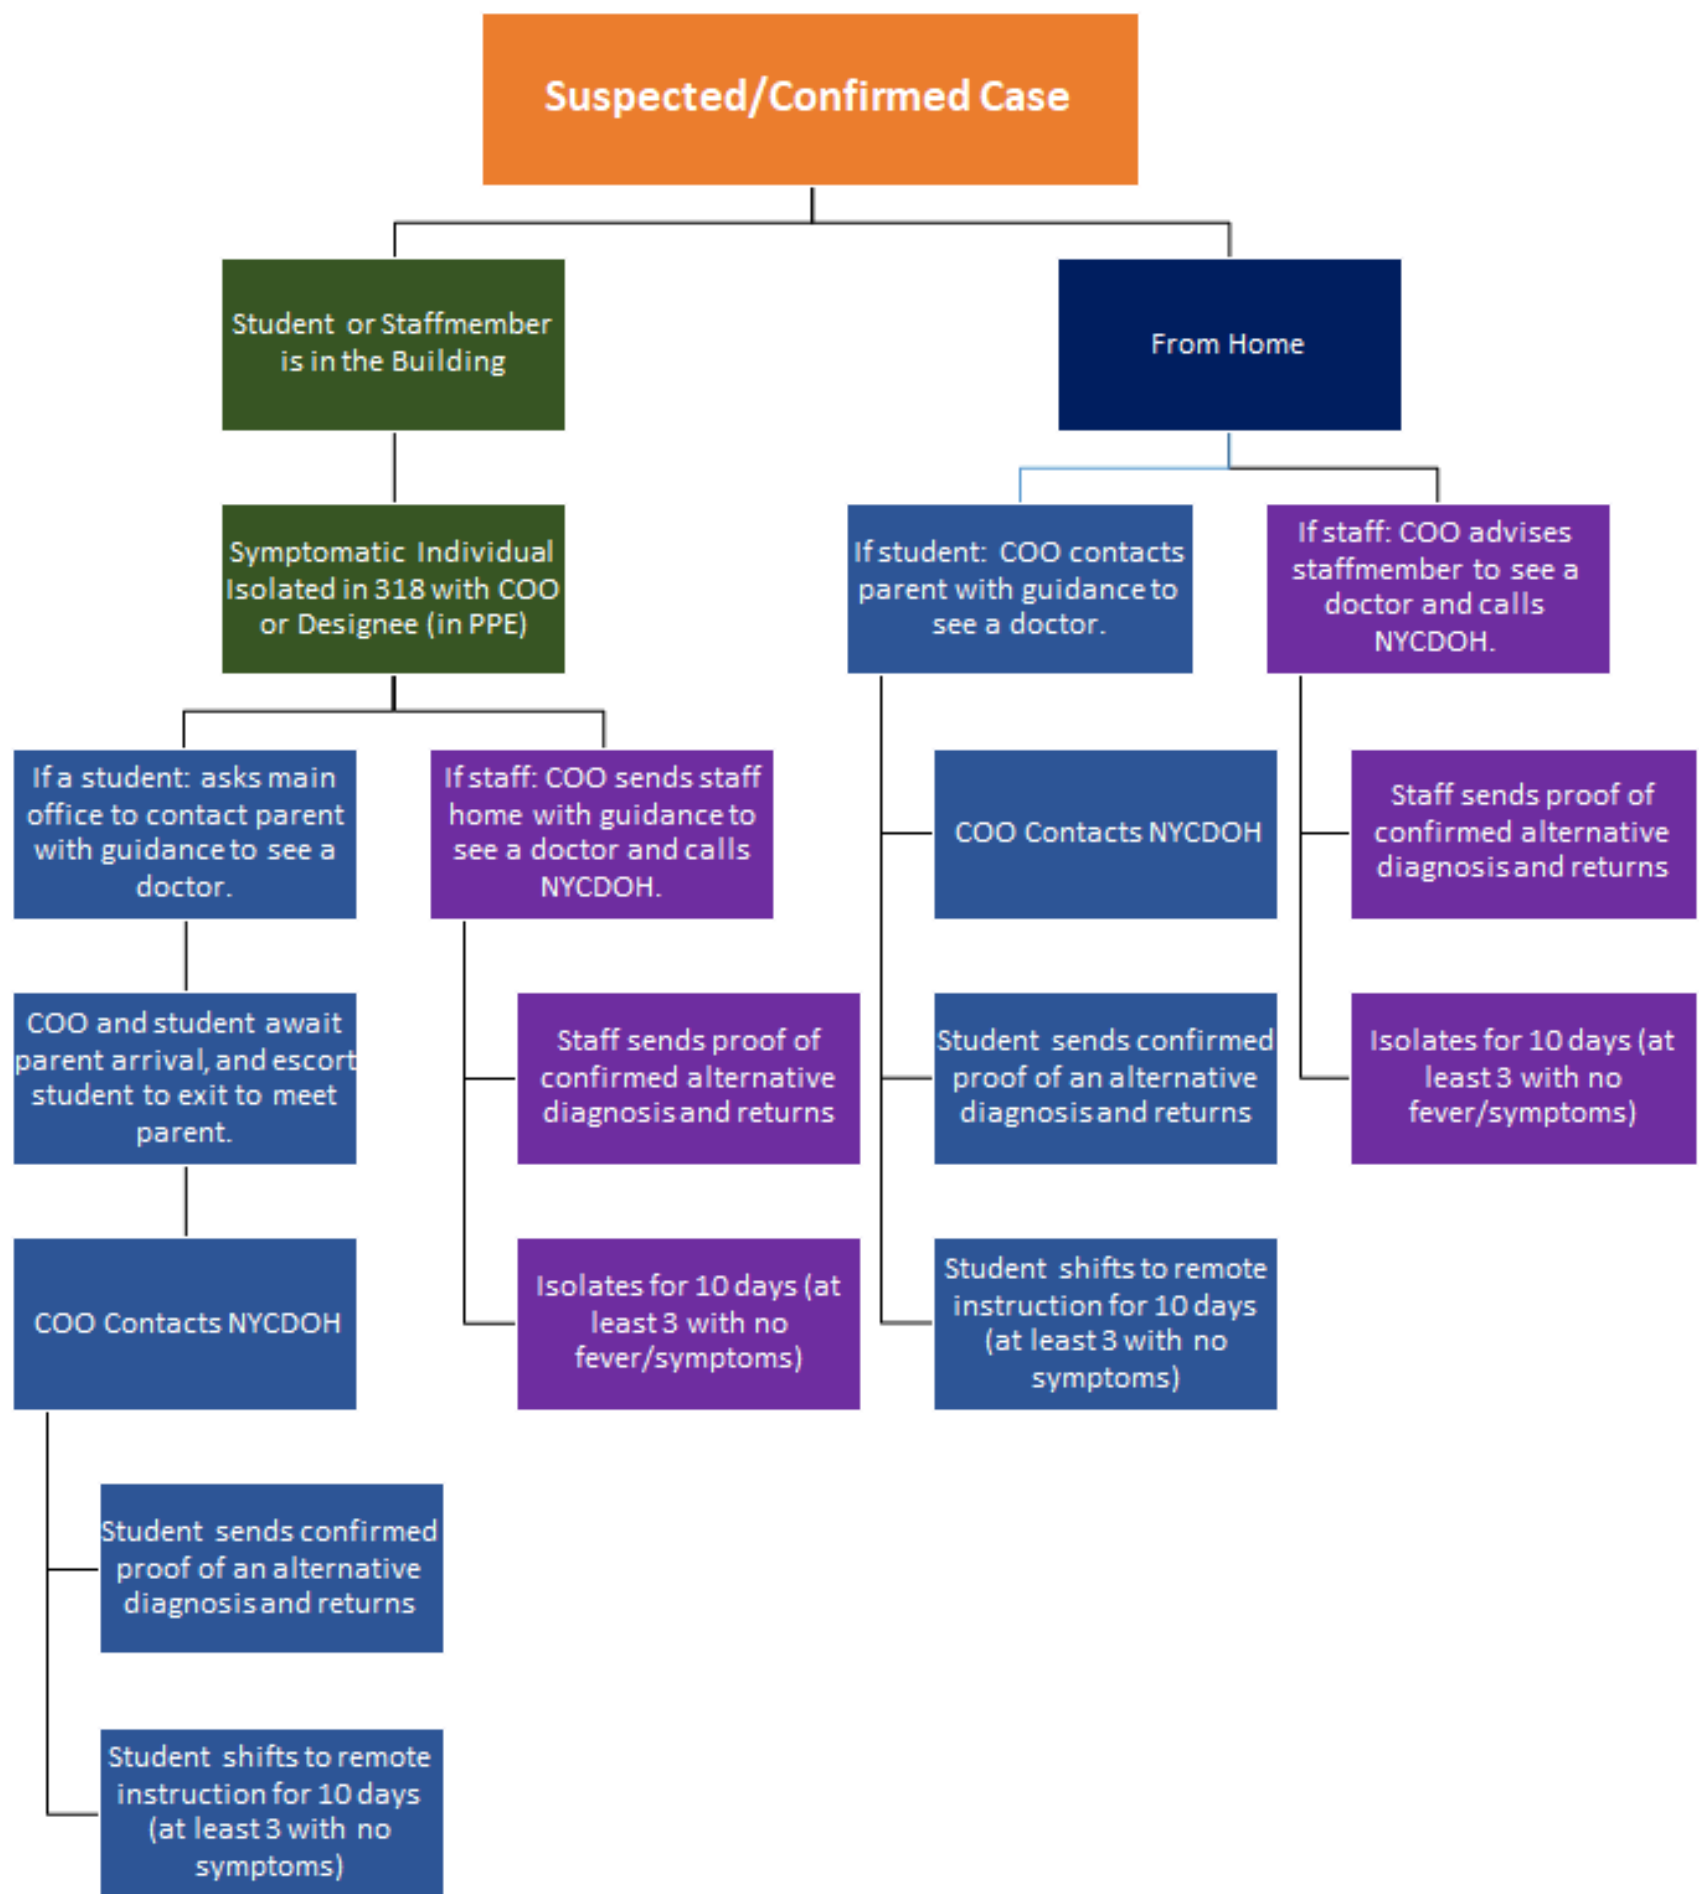 Suspected/Confirmed Case
Student or Staffmember
is in the Building
From Home
Symptomatic Individual
Isolated in 318 with COO
or Designee (in PPE)
If student: COO contacts
parent with guidance to
see a doctor.
If staff: COO advises
staffmember to see a
doctor and calls
NYCDOH.
If a student: asks main
office to contact parent
with guidance to see a
doctor.
If staff: COO sends staff
home with guidance to
see a doctor and calls
NYCDOH.
COO Contacts NYCDOH
Staff sends proof of
confirmed alternative
diagnosis and returns
COO and student await
parent arrival, and escort
student to exit to meet
parent.
Staff sends proof of
confirmed alternative
diagnosis and returns
Student sends confirmed
proof of an alternative
diagnosis and returns
Isolates for 10 days (at
least 3 with no
fever/symptoms)
COO Contacts NYCDOH
Isolates for 10 days (at
least 3 with no
fever/symptoms)
Student shifts to remote
instruction for 10 days
(at least 3 with no
symptoms)
Student sends confirmed
proof of an alternative
diagnosis and returns
Student shifts to remote
instruction for 10 days
(at least 3 with no
symptoms)